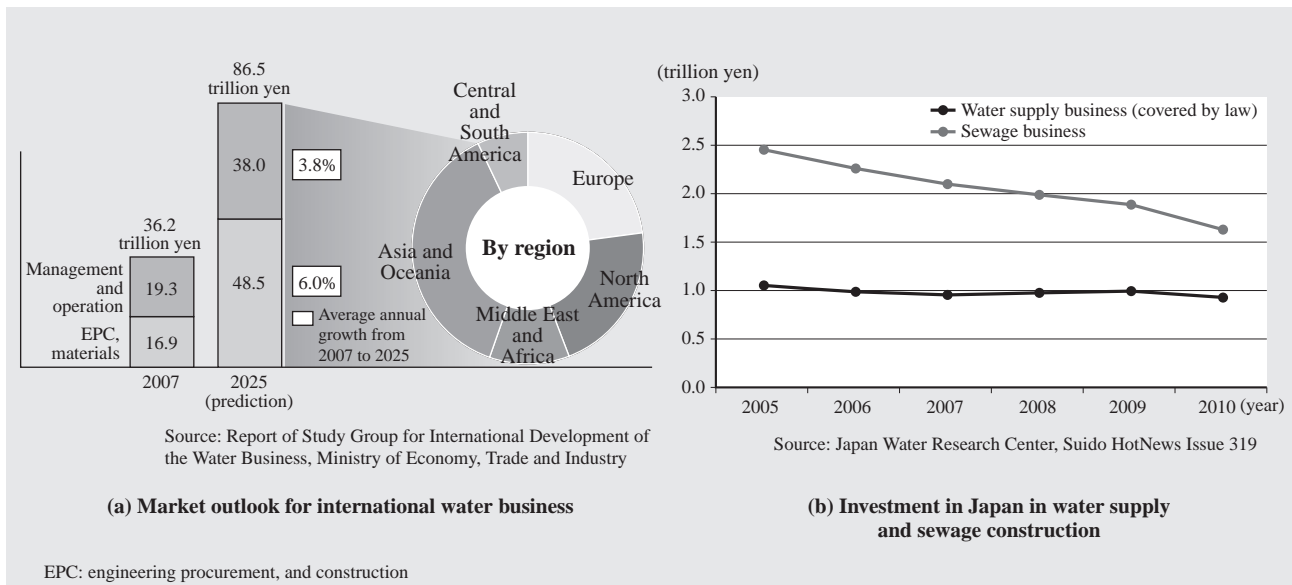 86.5
trillion yen
38.0
3.8%
36.2
trillion yen
Management
and
operation
19.3
48.5
6.0%
EPC,
materials
16.9
Average annual
growth from
2007 to 2025
2007
2025
(prediction)
Central
and
South
America
Europe
Asia and
Oceania
By region
North
America
Middle East
and
Africa
Source: Report of Study Group for International Development of
the Water Business, Ministry of Economy, Trade and Industry
(a) Market outlook for international water business
(trillion yen)
3.0
2.5
2.0
1.5
1.0
0.5
0.0
Water supply business (covered by law)
Sewage business
2005 2006 2007 2008 2009 2010 (year)
Source: Japan Water Research Center, Suido HotNews Issue 319
(b) Investment in Japan in water supply
and sewage construction
EPC: engineering procurement, and construction